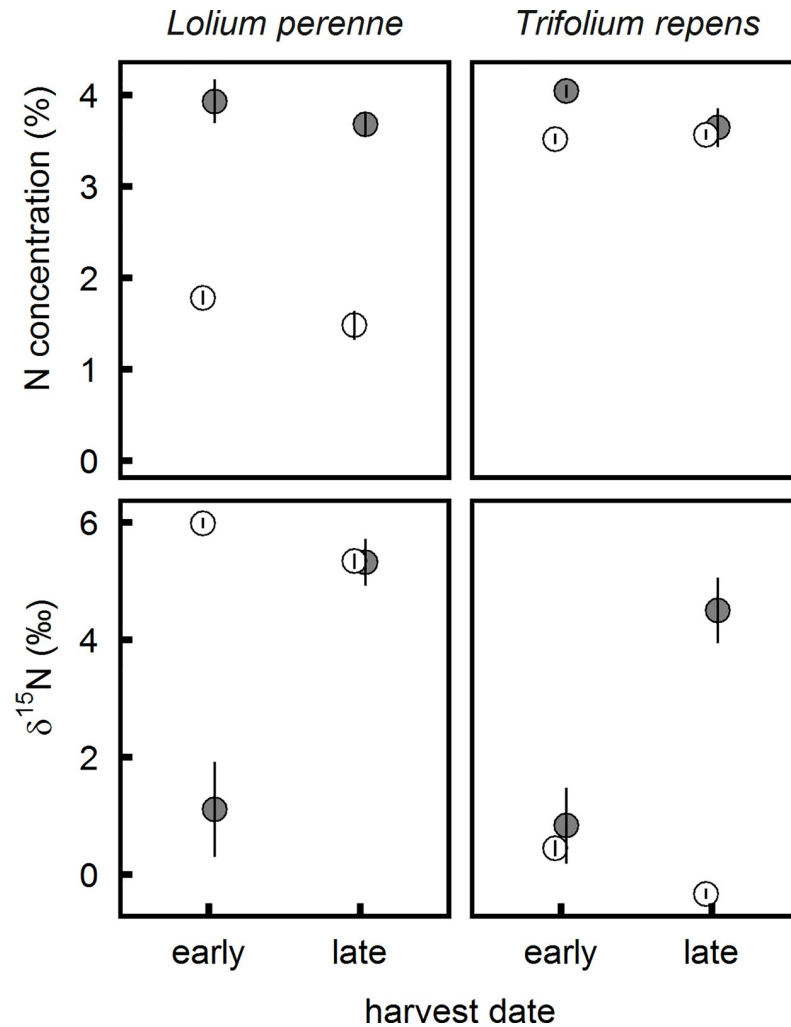 Lolium perenne
Trifolium repens
N concentration (%)
4
3
2
1
0
δ¹⁵N (‰)
6
4
2
0
early
late
early
late
harvest date